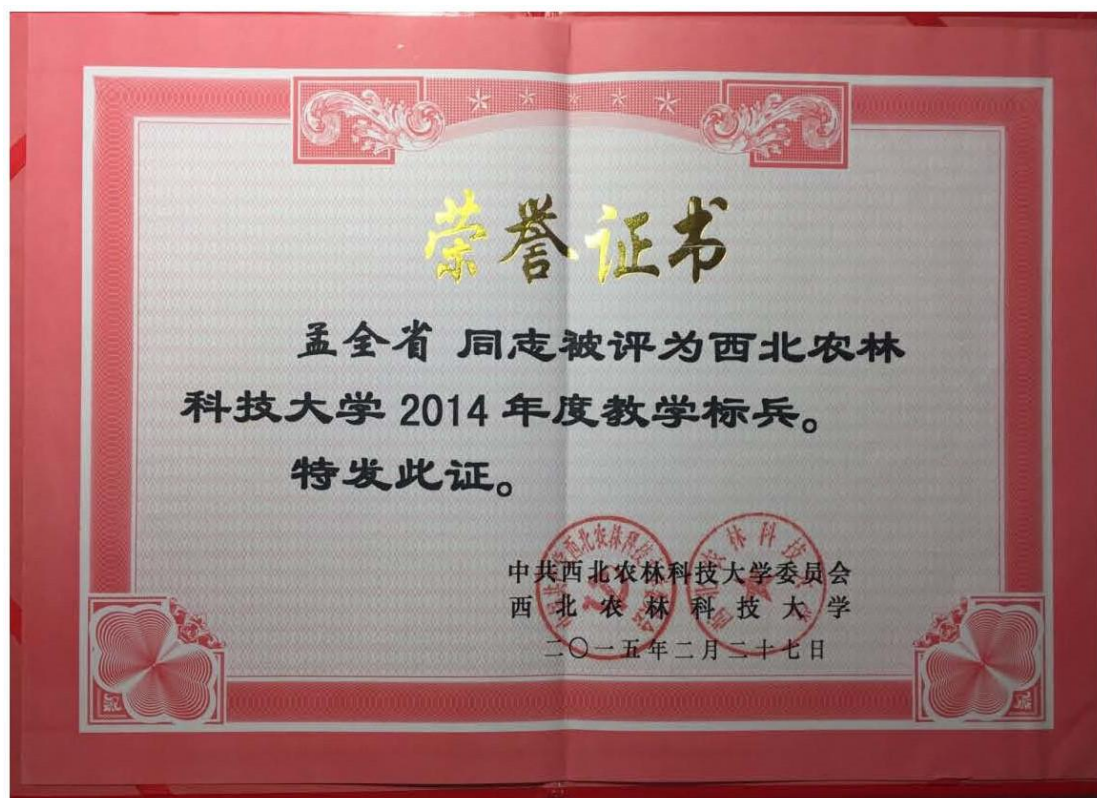 荣誉证书
孟全省 同志被评为西北农林
科技大学 2014 年度教学标兵。
特发此证。
中共西北农林科技大学委员会
西北农林科技大学
二〇一五年二月二十七日